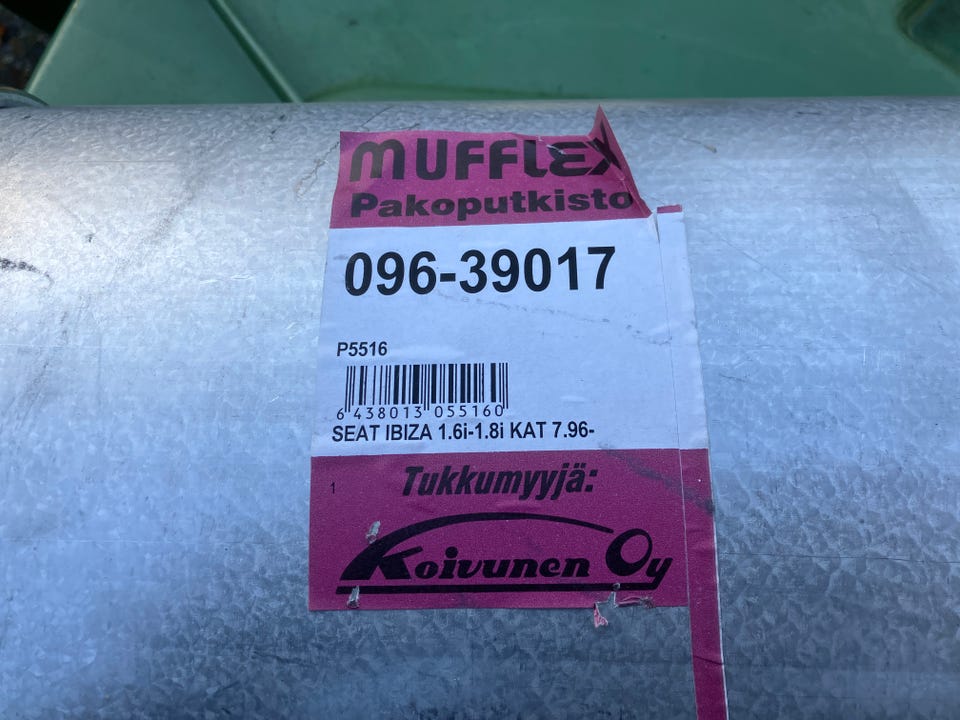 MUFFLEX
Pakoputkisto
096-39017
P5516
6 438013 055160
SEAT IBIZA 1.6i-1.8i KAT 7.96-
1
Tukkumyyjä:
Koivunen Oy